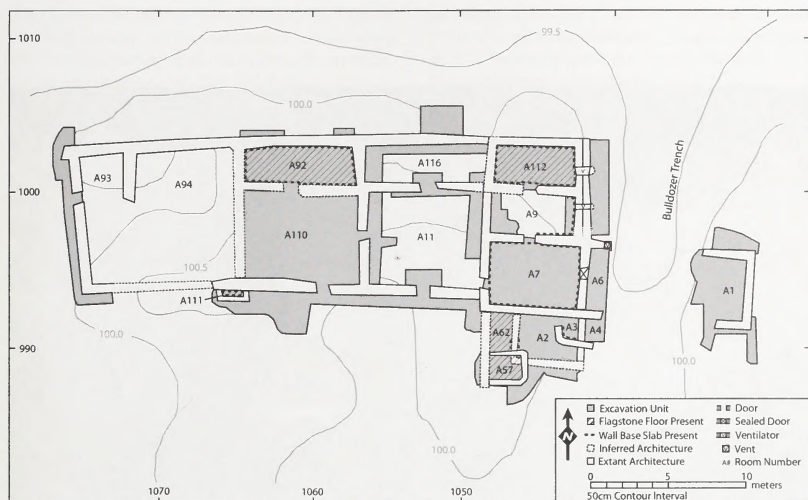 1010
99.5
100.0
100.0
A92
A116
A112
A93
1000
A94
A9
Bulldozer Trench
A110
A11
A7
A6
A1
100.5
A111
100.0
A62
A2
A3
A4
100.0
990
A57
100.0
Excavation Unit
Flagstone Floor Present
Wall Base Slab Present
Inferred Architecture
Extant Architecture
Door
Sealed Door
Ventilator
Vent
A# Room Number
N
0 5 10
meters
50cm Contour Interval
1070 1060 1050